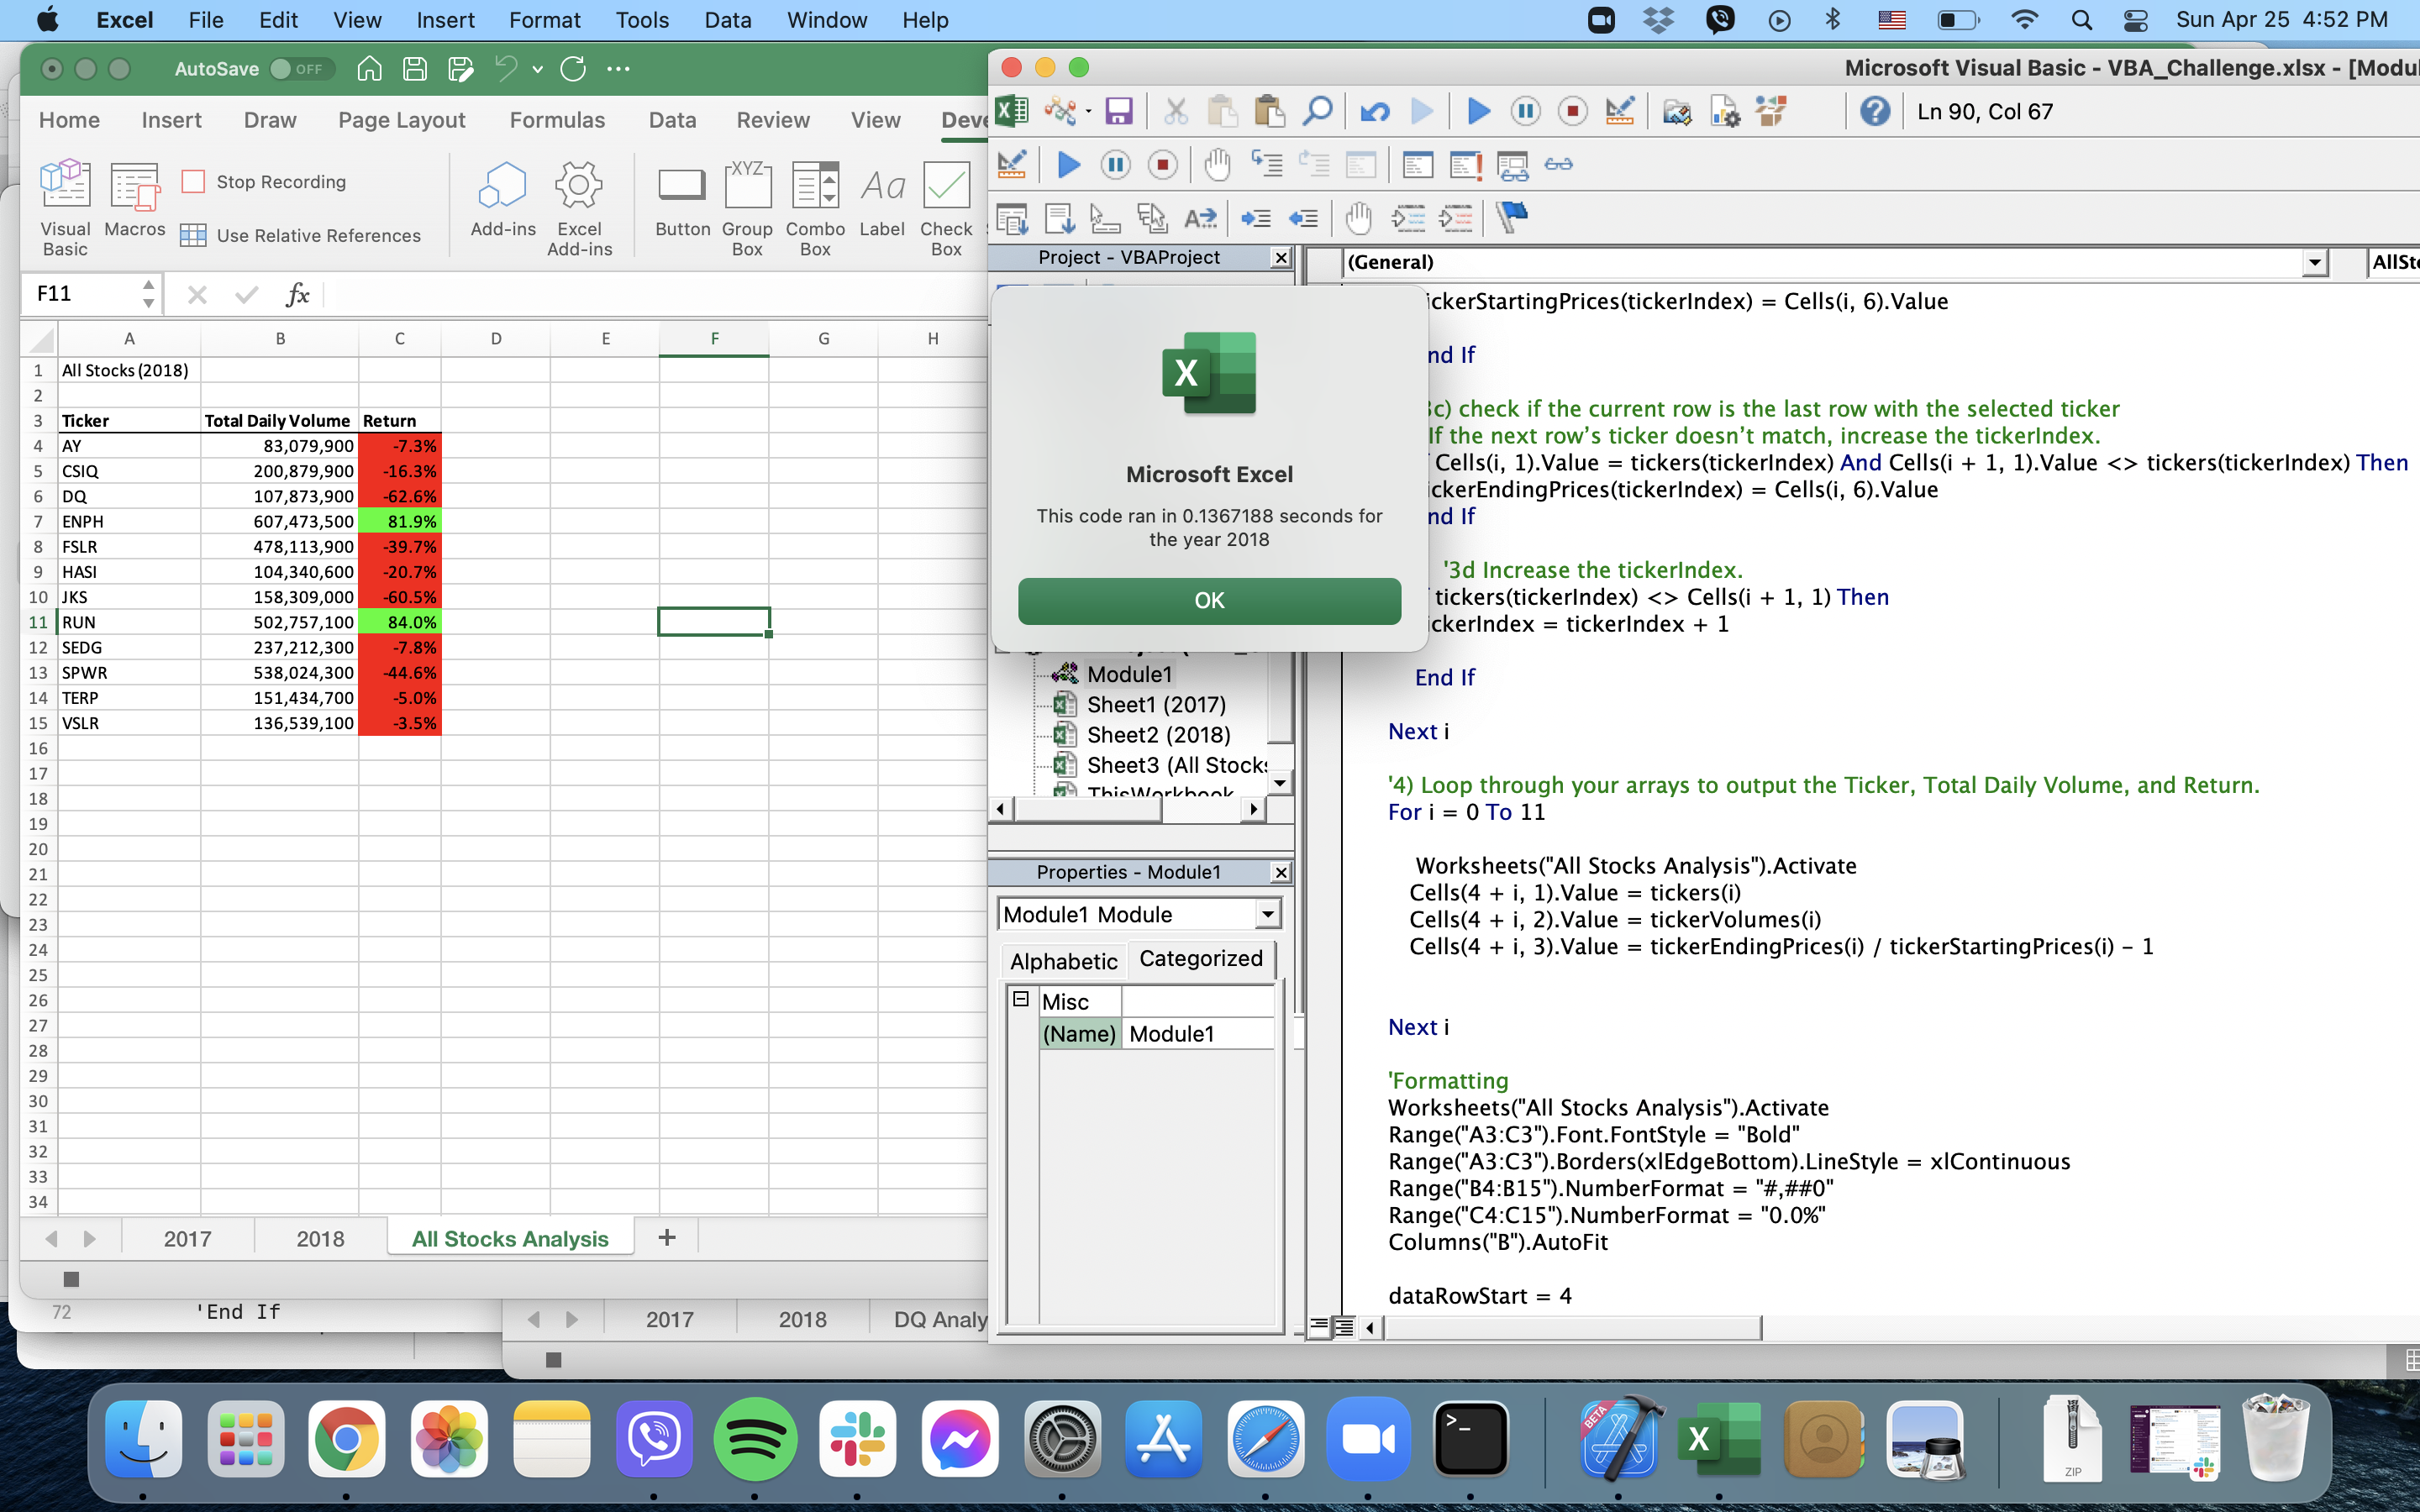 Excel File Edit View Insert Format Tools Data Window Help Sun Apr 25 4:52 PM
AutoSave OFF
Home Insert Draw Page Layout Formulas Data Review View Deve
Visual Basic
Macros
Stop Recording
Use Relative References
Add-ins
Excel Add-ins
Button
XYZ
Group Box
Combo Box
Aa
Label
Check Box
F11 fx
A B C D E F G H
1 All Stocks (2018)
2
3 Ticker Total Daily Volume Return
4 AY 83,079,900 -7.3%
5 CSIQ 200,879,900 -16.3%
6 DQ 107,873,900 -62.6%
7 ENPH 607,473,500 81.9%
8 FSLR 478,113,900 -39.7%
9 HASI 104,340,600 -20.7%
10 JKS 158,309,000 -60.5%
11 RUN 502,757,100 84.0%
12 SEDG 237,212,300 -7.8%
13 SPWR 538,024,300 -44.6%
14 TERP 151,434,700 -5.0%
15 VSLR 136,539,100 -3.5%
16
17
18
19
20
21
22
23
24
25
26
27
28
29
30
31
32
33
34
2017 2018 All Stocks Analysis +
72 'End If
2017 2018 DQ Analy
Microsoft Visual Basic - VBA_Challenge.xlsx - [Modul
Ln 90, Col 67
Project - VBAProject
(General) AllSto
Microsoft Excel
This code ran in 0.1367188 seconds for
the year 2018
OK
Module1
Sheet1 (2017)
Sheet2 (2018)
Sheet3 (All Stocks
ThisWorkbook
Properties - Module1
Module1 Module
Alphabetic Categorized
Misc
(Name) Module1
ickerStartingPrices(tickerIndex) = Cells(i, 6).Value
nd If
3c) check if the current row is the last row with the selected ticker
If the next row's ticker doesn't match, increase the tickerIndex.
Cells(i, 1).Value = tickers(tickerIndex) And Cells(i + 1, 1).Value <> tickers(tickerIndex) Then
ickerEndingPrices(tickerIndex) = Cells(i, 6).Value
nd If
'3d Increase the tickerIndex.
tickers(tickerIndex) <> Cells(i + 1, 1) Then
ickerIndex = tickerIndex + 1
End If
Next i
'4) Loop through your arrays to output the Ticker, Total Daily Volume, and Return.
For i = 0 To 11
Worksheets("All Stocks Analysis").Activate
Cells(4 + i, 1).Value = tickers(i)
Cells(4 + i, 2).Value = tickerVolumes(i)
Cells(4 + i, 3).Value = tickerEndingPrices(i) / tickerStartingPrices(i) - 1
Next i
'Formatting
Worksheets("All Stocks Analysis").Activate
Range("A3:C3").Font.FontStyle = "Bold"
Range("A3:C3").Borders(xlEdgeBottom).LineStyle = xlContinuous
Range("B4:B15").NumberFormat = "#,##0"
Range("C4:C15").NumberFormat = "0.0%"
Columns("B").AutoFit
dataRowStart = 4
BETA
ZIP